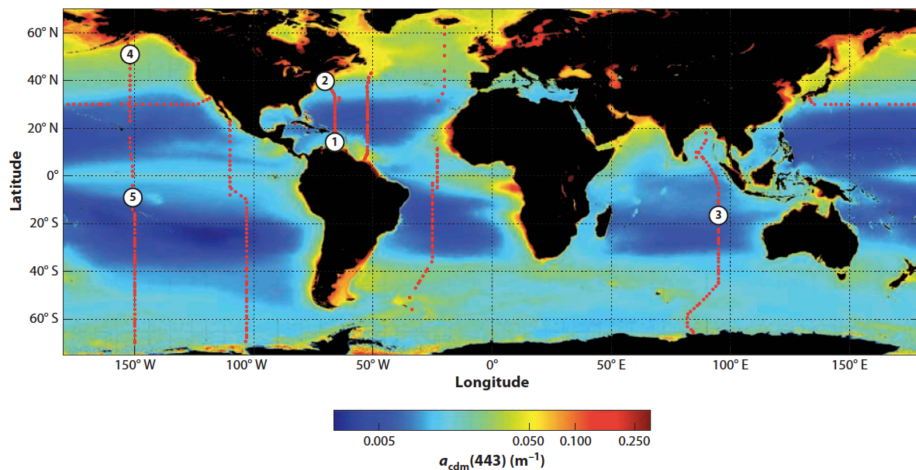 60° N
40° N
20° N
0°
20° S
40° S
60° S
Latitude
4
2
1
5
3
150° W
100° W
50° W
0°
50° E
100° E
150° E
Longitude
0.005
0.050
0.100
0.250
a_cdm(443) (m⁻¹)